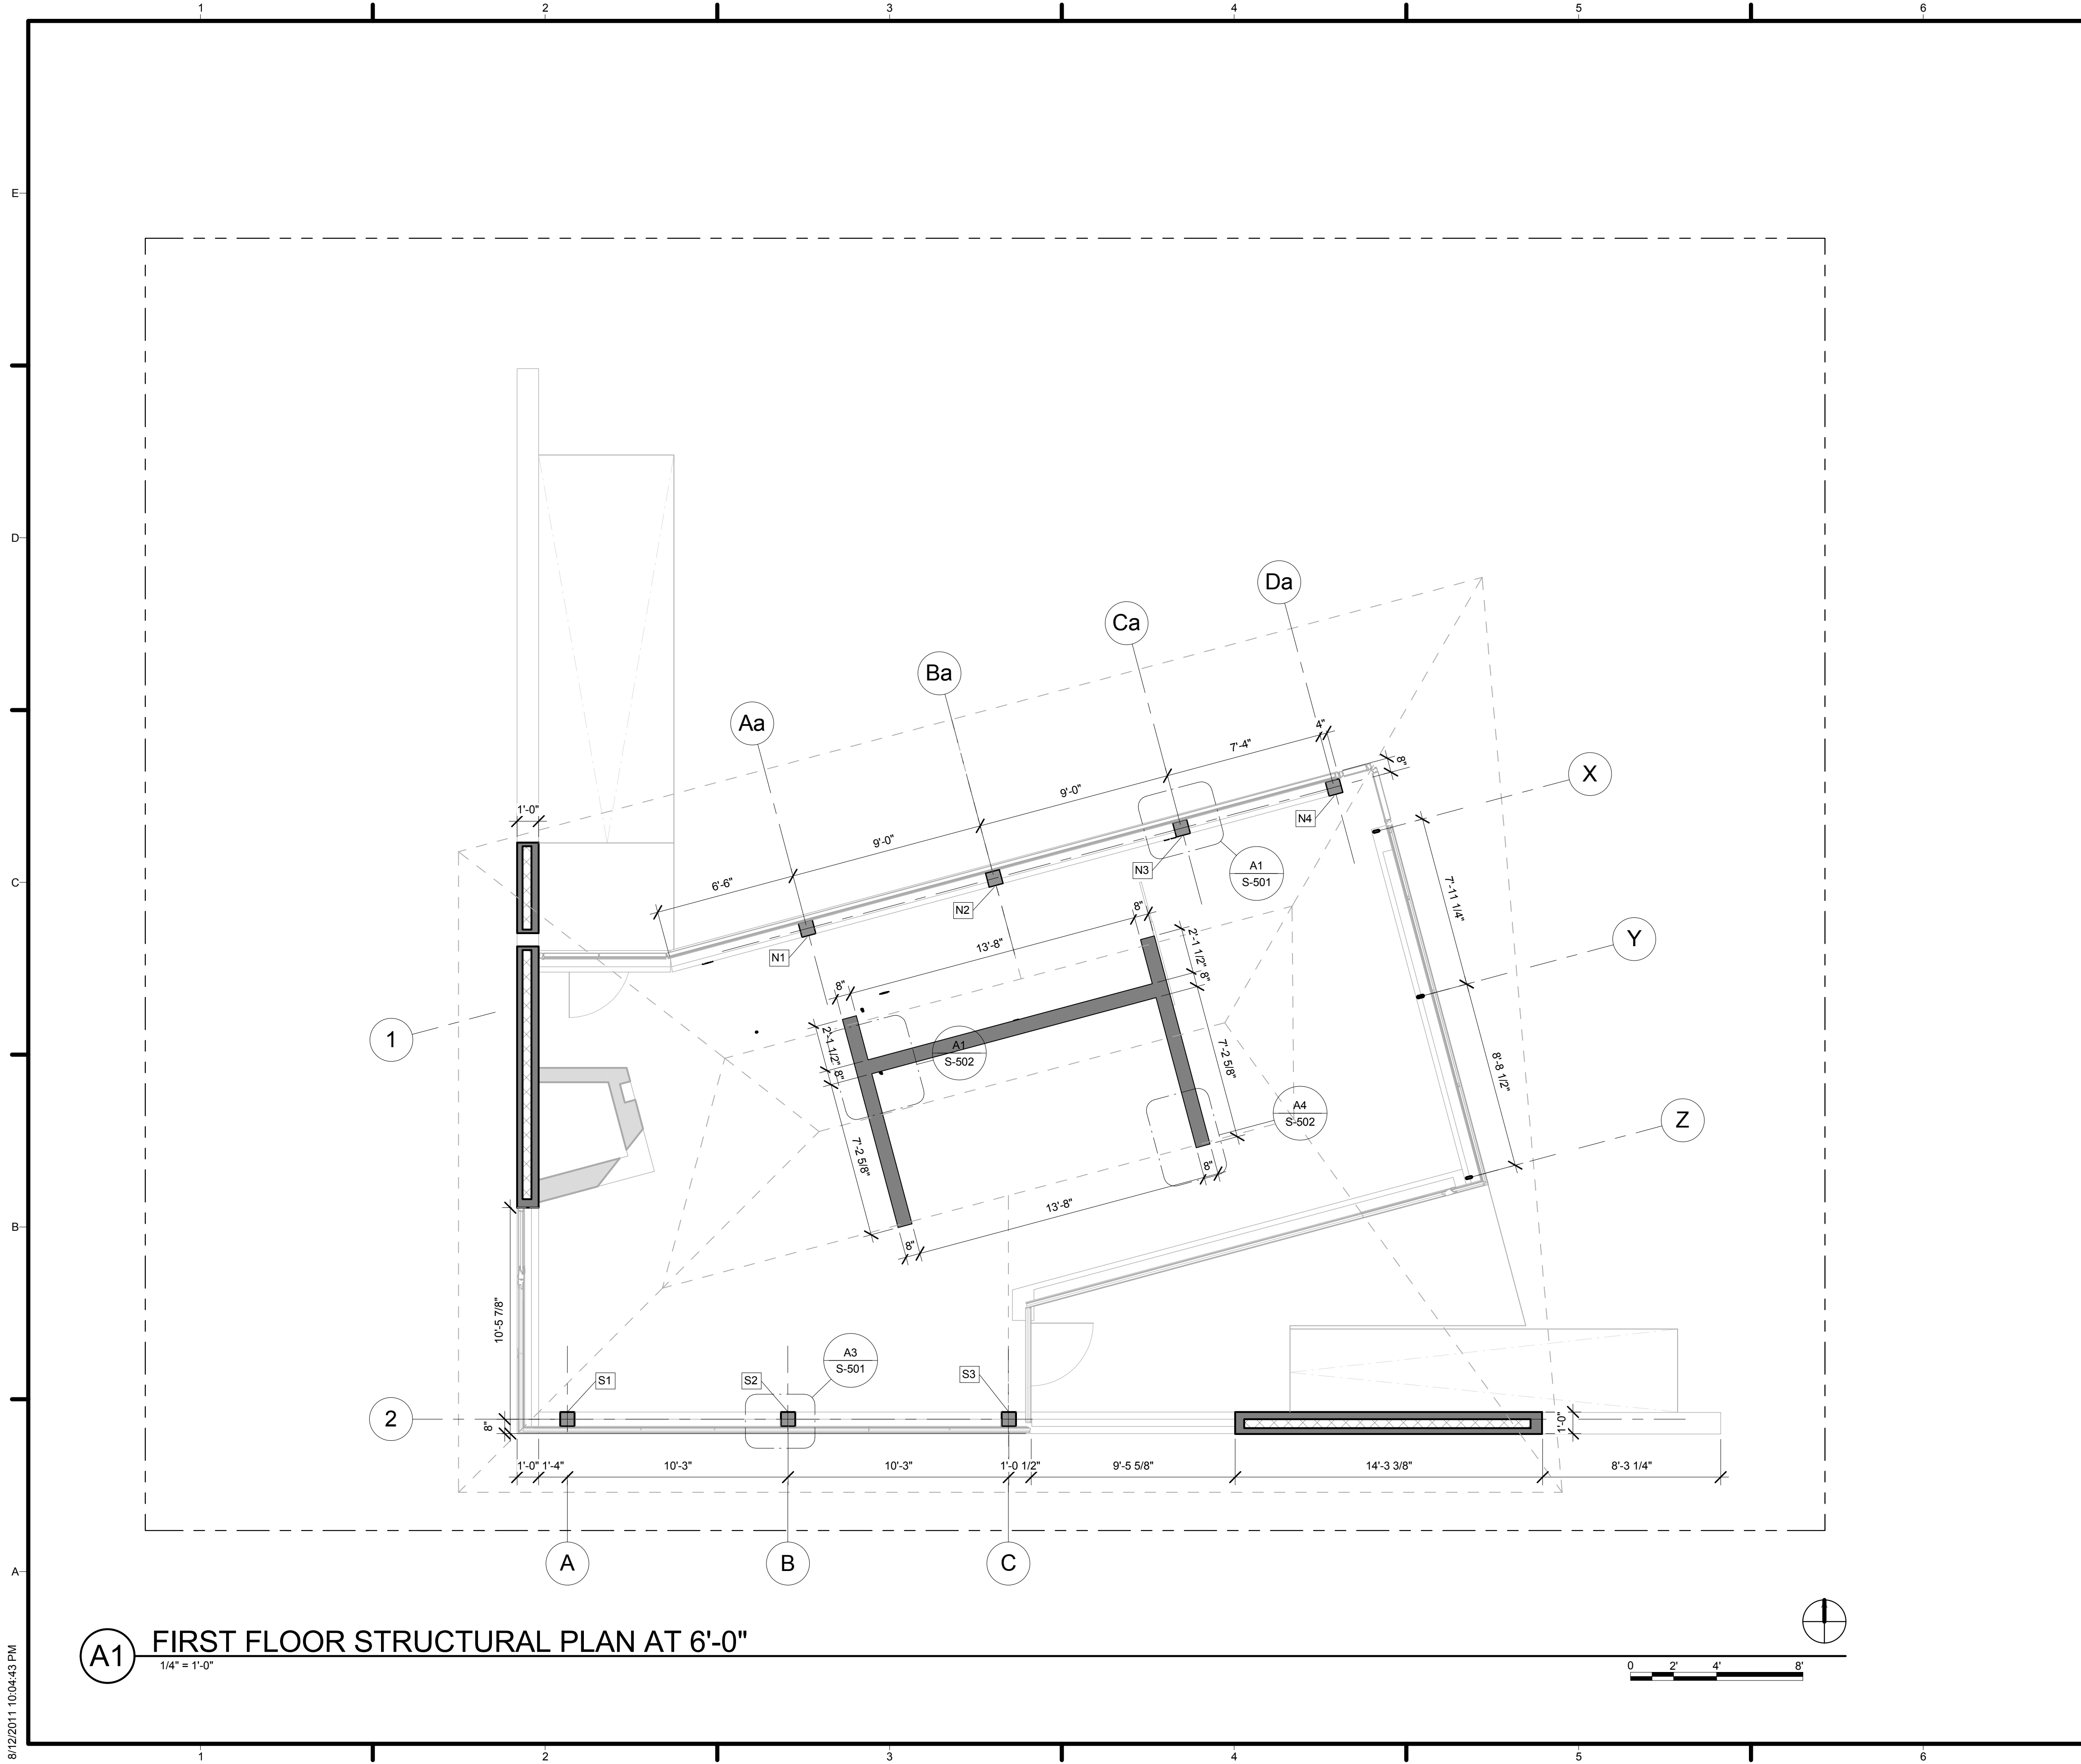 1 2 3 4 5 6
E
D
Da
Ca
Ba
Aa
4"
7'-4"
8"
X
9'-0"
1'-0"
N4
9'-0"
N3
A1
S-501
C
6'-6"
7'-11 1/4"
N2
8"
2'-1 1/2"
Y
13'-8"
N1
8"
8"
1
2'-1 1/2"
A1
S-502
7'-2 5/8"
8'-8 1/2"
8"
A4
S-502
Z
7'-2 5/8"
8"
13'-8"
B
8"
10'-5 7/8"
A3
S-501
S1
S2
S3
2
8"
1'-0"
1'-0" 1'-4" 10'-3" 10'-3" 1'-0 1/2" 9'-5 5/8" 14'-3 3/8" 8'-3 1/4"
A B C
A
A1 FIRST FLOOR STRUCTURAL PLAN AT 6'-0"
1/4" = 1'-0"
0 2' 4' 8'
8/12/2011 10:04:43 PM
1 2 3 4 5 6